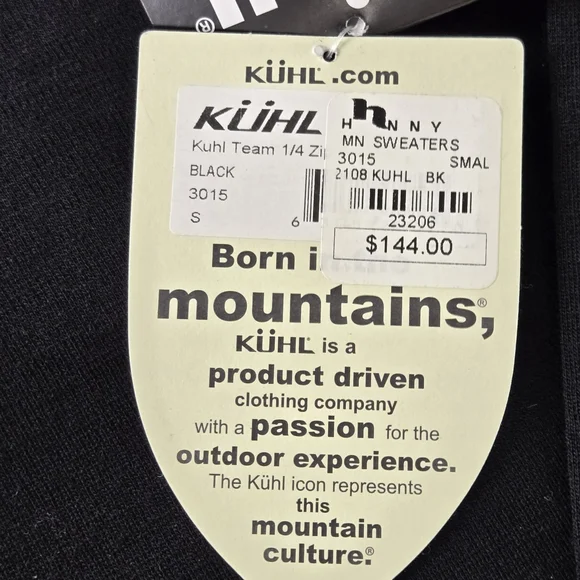 KÜHL.com
KÜHL
Kuhl Team 1/4 Zip
BLACK
3015
S
6
H NNY
MN SWEATERS
3015 SMAL
2108 KUHL BK
23206
$144.00
Born i
mountains,®
KÜHL is a
product driven
clothing company
with a passion for the
outdoor experience.
The Kühl icon represents
this
mountain
culture.®